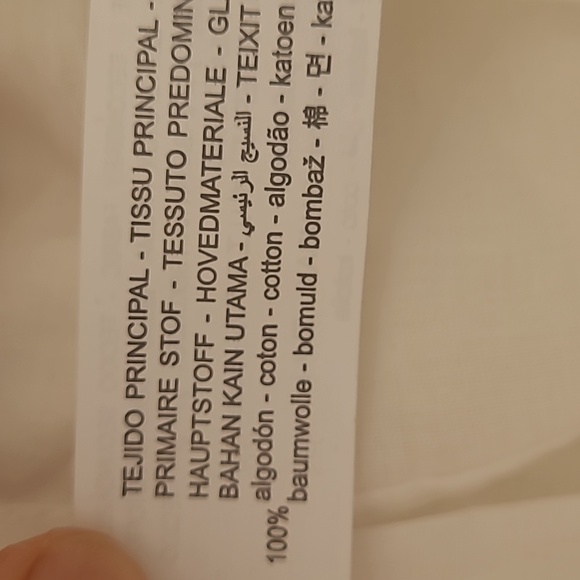 TEJIDO PRINCIPAL - TISSU PRINCIPAL -
PRIMAIRE STOF - TESSUTO PREDOMIN
HAUPTSTOFF - HOVEDMATERIALE - GL
BAHAN KAIN UTAMA - النسيج الرئيسي - TEIXIT
100% algodón - coton - cotton - algodão - katoen
baumwolle - bomuld - bombaž - 棉 - 면 - ka